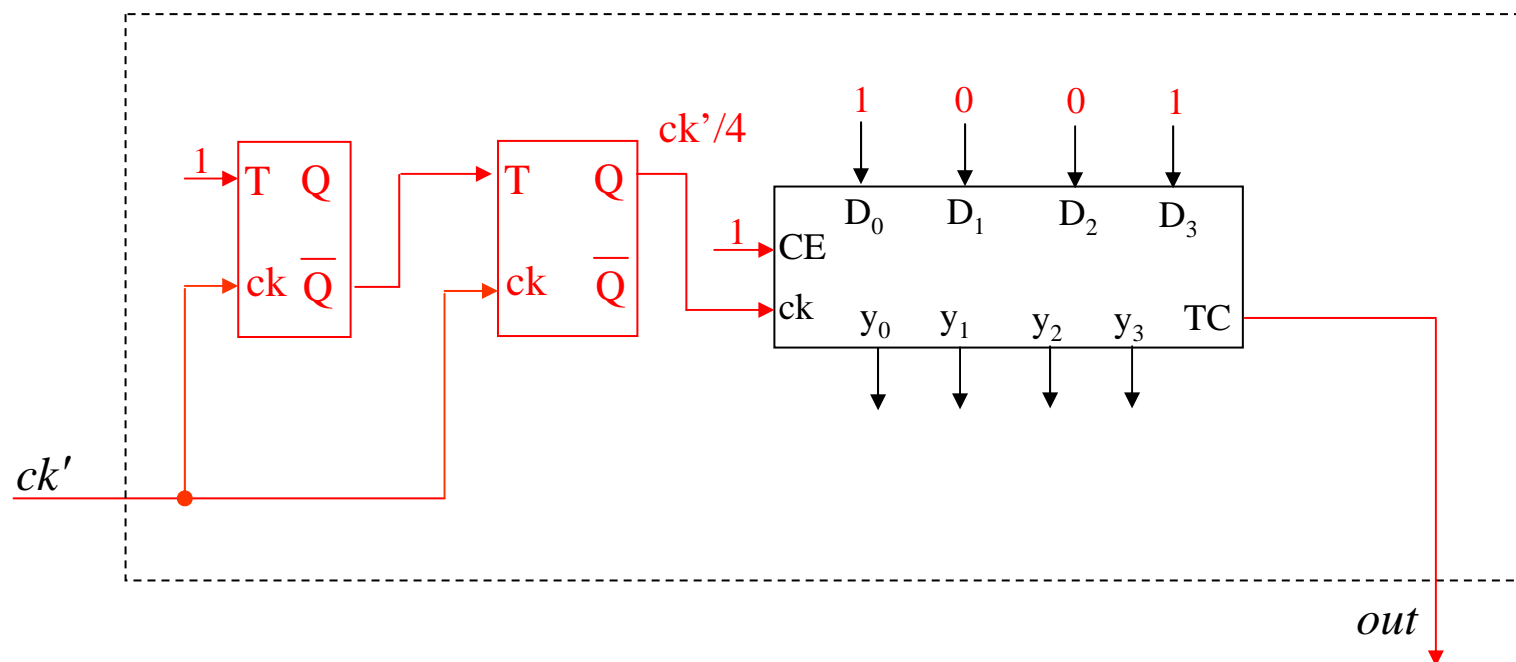 1 0 0 1
ck’/4
1
T Q
T Q
D₀ D₁ D₂ D₃
1
CE
ck Q̅
ck Q̅
ck
y₀ y₁ y₂ y₃ TC
ck′
out